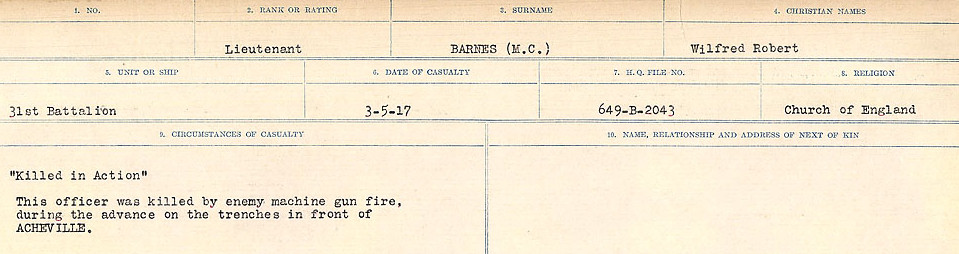 1. NO. 2. RANK OR RATING 3. SURNAME 4. CHRISTIAN NAMES
Lieutenant BARNES (M.C.) Wilfred Robert
5. UNIT OR SHIP 6. DATE OF CASUALTY 7. H.Q. FILE NO. 8. RELIGION
31st Battalion 3-5-17 649-B-2043 Church of England
9. CIRCUMSTANCES OF CASUALTY 10. NAME, RELATIONSHIP AND ADDRESS OF NEXT OF KIN
"Killed in Action"
This officer was killed by enemy machine gun fire,
during the advance on the trenches in front of
ACHEVILLE.